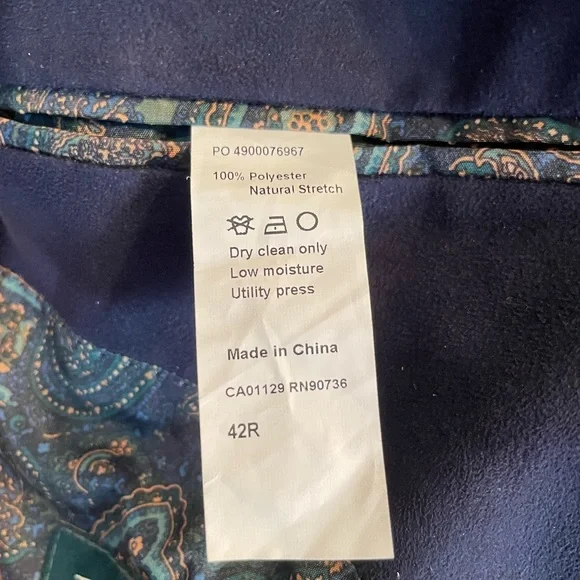 PO 4900076967
100% Polyester
Natural Stretch
Dry clean only
Low moisture
Utility press
Made in China
CA01129 RN90736
42R